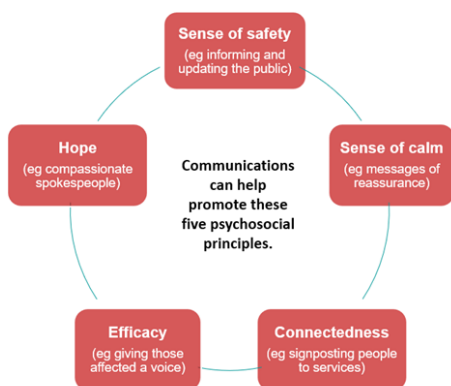 Sense of safety
(eg informing and
updating the public)
Hope
(eg compassionate
spokespeople)
Sense of calm
(eg messages of
reassurance)
Communications
can help
promote these
five psychosocial
principles.
Efficacy
(eg giving those
affected a voice)
Connectedness
(eg signposting people
to services)